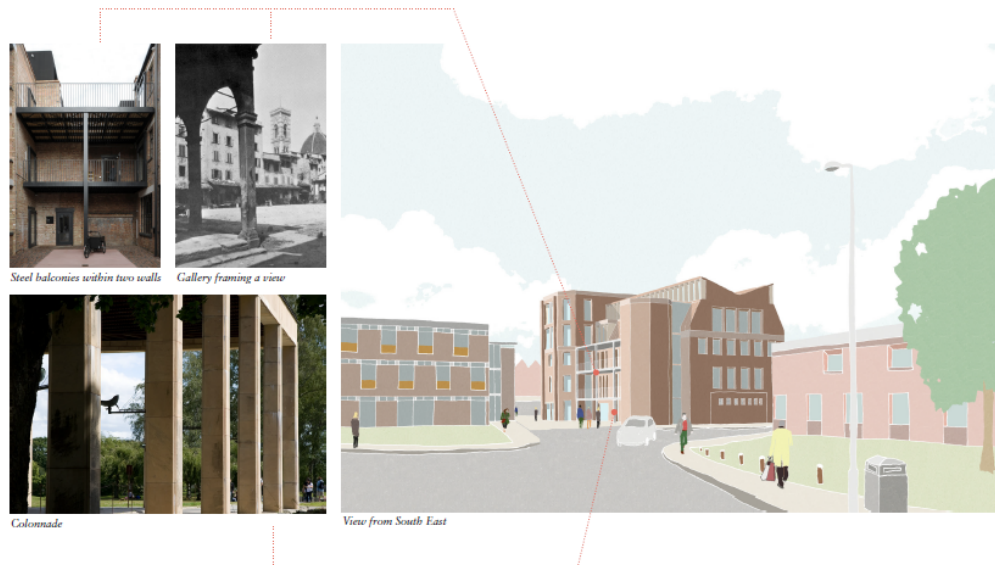 Steel balconies within two walls
Gallery framing a view
Colonnade
View from South East